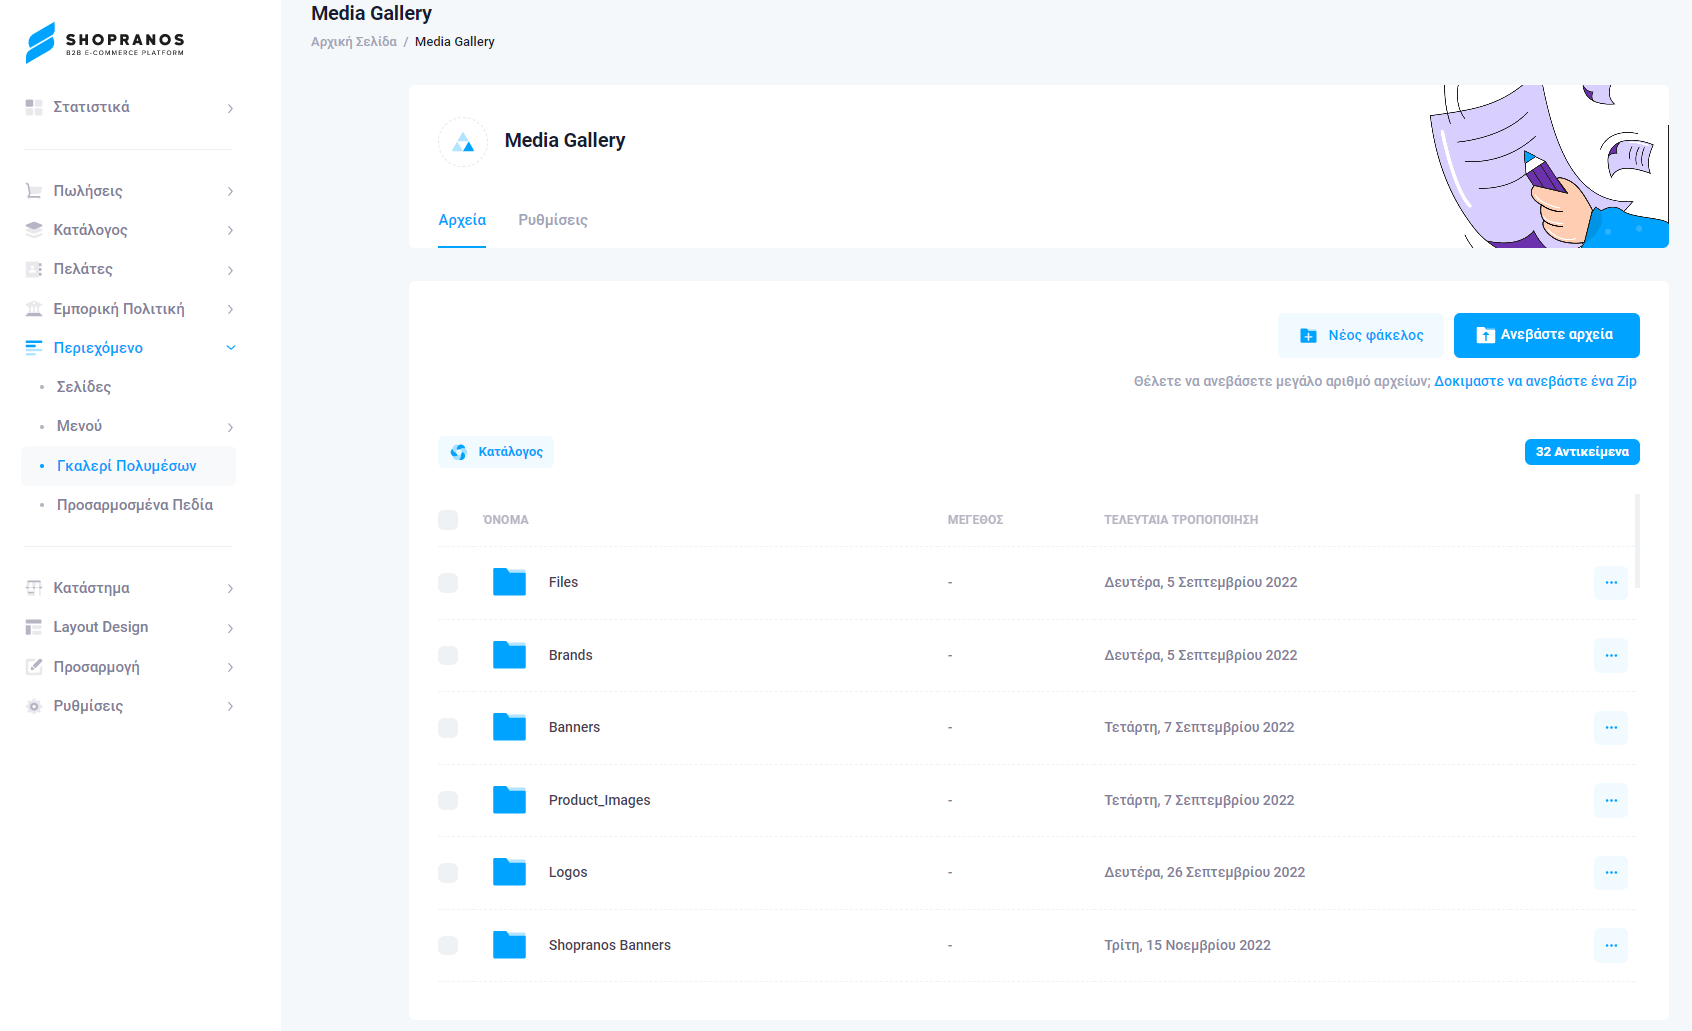 SHOPRANOS
B2B E-COMMERCE PLATFORM
Στατιστικά
Πωλήσεις
Κατάλογος
Πελάτες
Εμπορική Πολιτική
Περιεχόμενο
Σελίδες
Μενού
Γκαλερί Πολυμέσων
Προσαρμοσμένα Πεδία
Κατάστημα
Layout Design
Προσαρμογή
Ρυθμίσεις
Media Gallery
Αρχική Σελίδα / Media Gallery
Media Gallery
Αρχεία Ρυθμίσεις
Νέος φάκελος Ανεβάστε αρχεία
Θέλετε να ανεβάσετε μεγάλο αριθμό αρχείων; Δοκιμαστε να ανεβάστε ένα Zip
Κατάλογος 32 Αντικείμενα
ΌΝΟΜΑ ΜΕΓΕΘΟΣ ΤΕΛΕΥΤΑΊΑ ΤΡΟΠΟΠΟΊΗΣΗ
Files - Δευτέρα, 5 Σεπτεμβρίου 2022
Brands - Δευτέρα, 5 Σεπτεμβρίου 2022
Banners - Τετάρτη, 7 Σεπτεμβρίου 2022
Product_Images - Τετάρτη, 7 Σεπτεμβρίου 2022
Logos - Δευτέρα, 26 Σεπτεμβρίου 2022
Shopranos Banners - Τρίτη, 15 Νοεμβρίου 2022